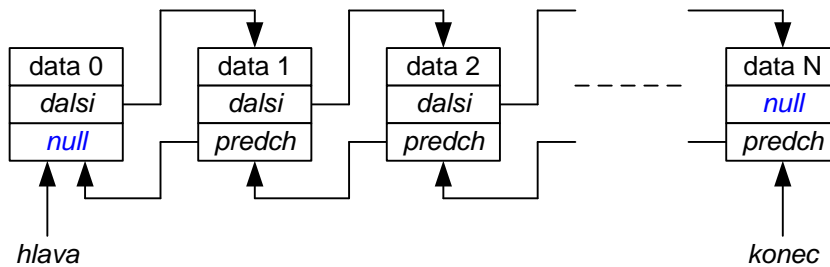 data 0
dalsi
null
data 1
dalsi
predch
data 2
dalsi
predch
data N
null
predch
hlava
konec